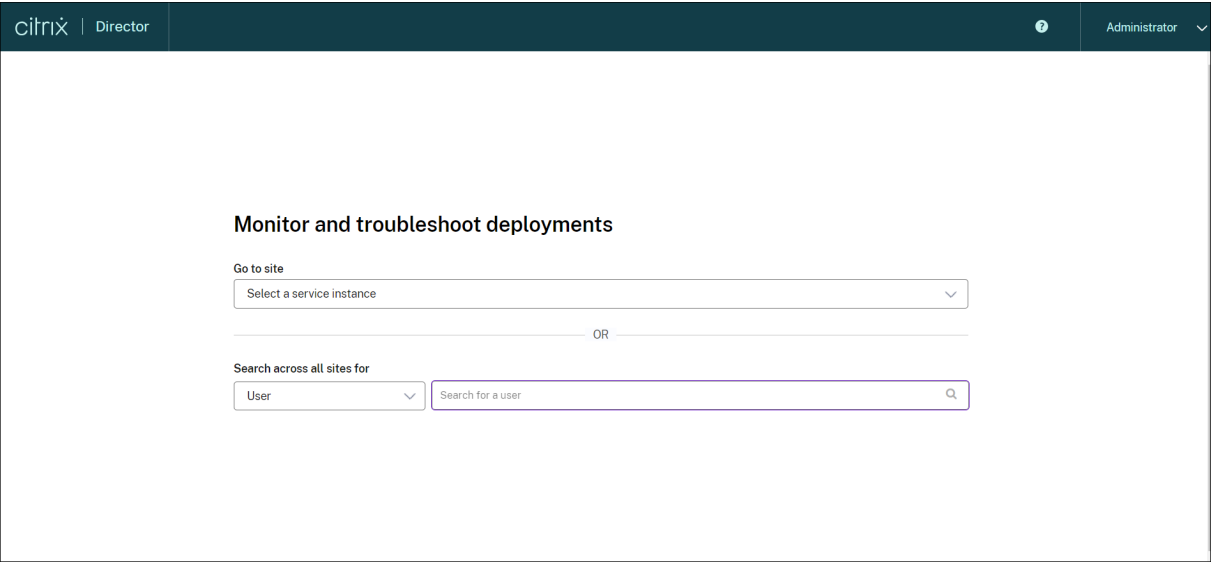 citrix | Director
? Administrator
Monitor and troubleshoot deployments
Go to site
Select a service instance
OR
Search across all sites for
User
Search for a user